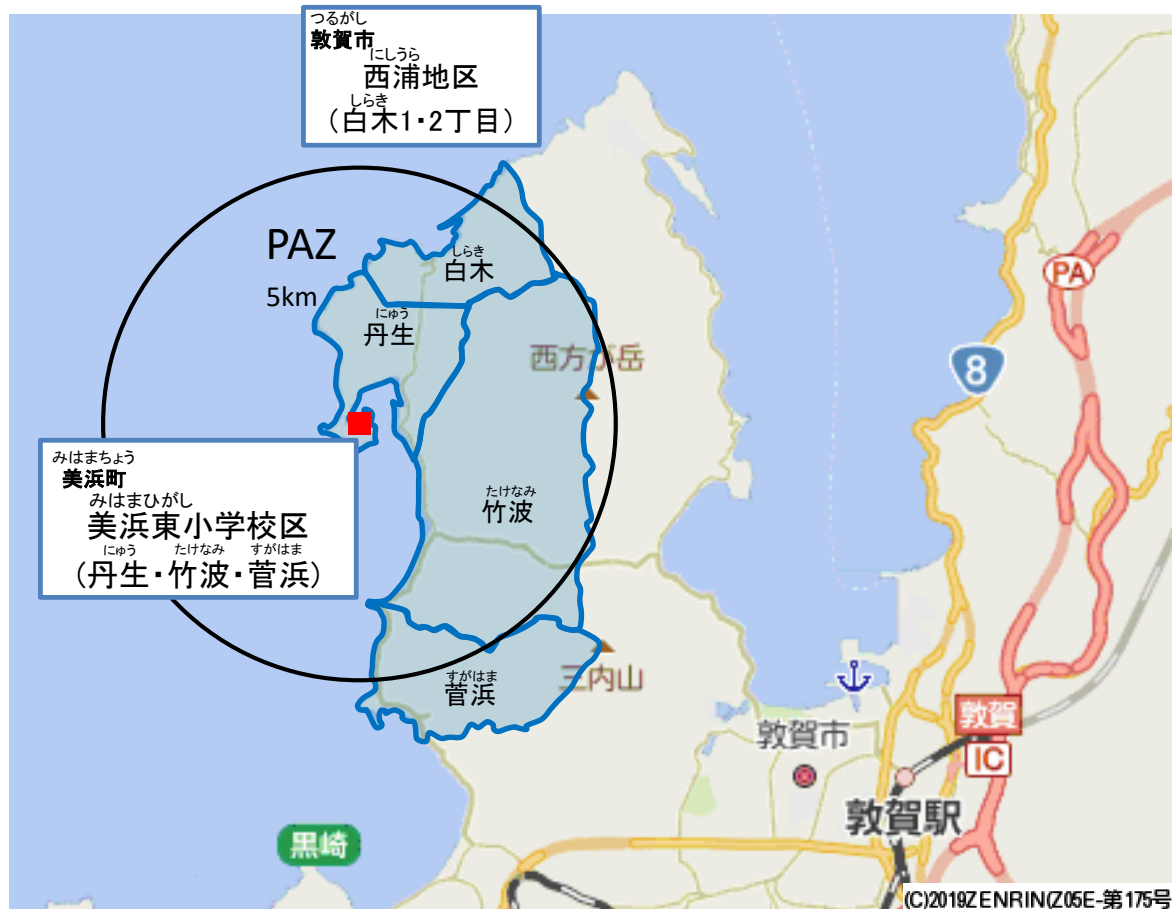 つるがし
敦賀市
にしうら
西浦地区
しらき
（白木1・2丁目）
PAZ
5km
しらき
白木
にゅう
丹生
西方が岳
PA
8
みはまちょう
美浜町
みはまひがし
美浜東小学校区
にゅう たけなみ すがはま
（丹生・竹波・菅浜）
たけなみ
竹波
すがはま
菅浜
三内山
敦賀市
敦賀
IC
敦賀駅
黒崎
(C)2019ZENRIN(Z05E-第175号